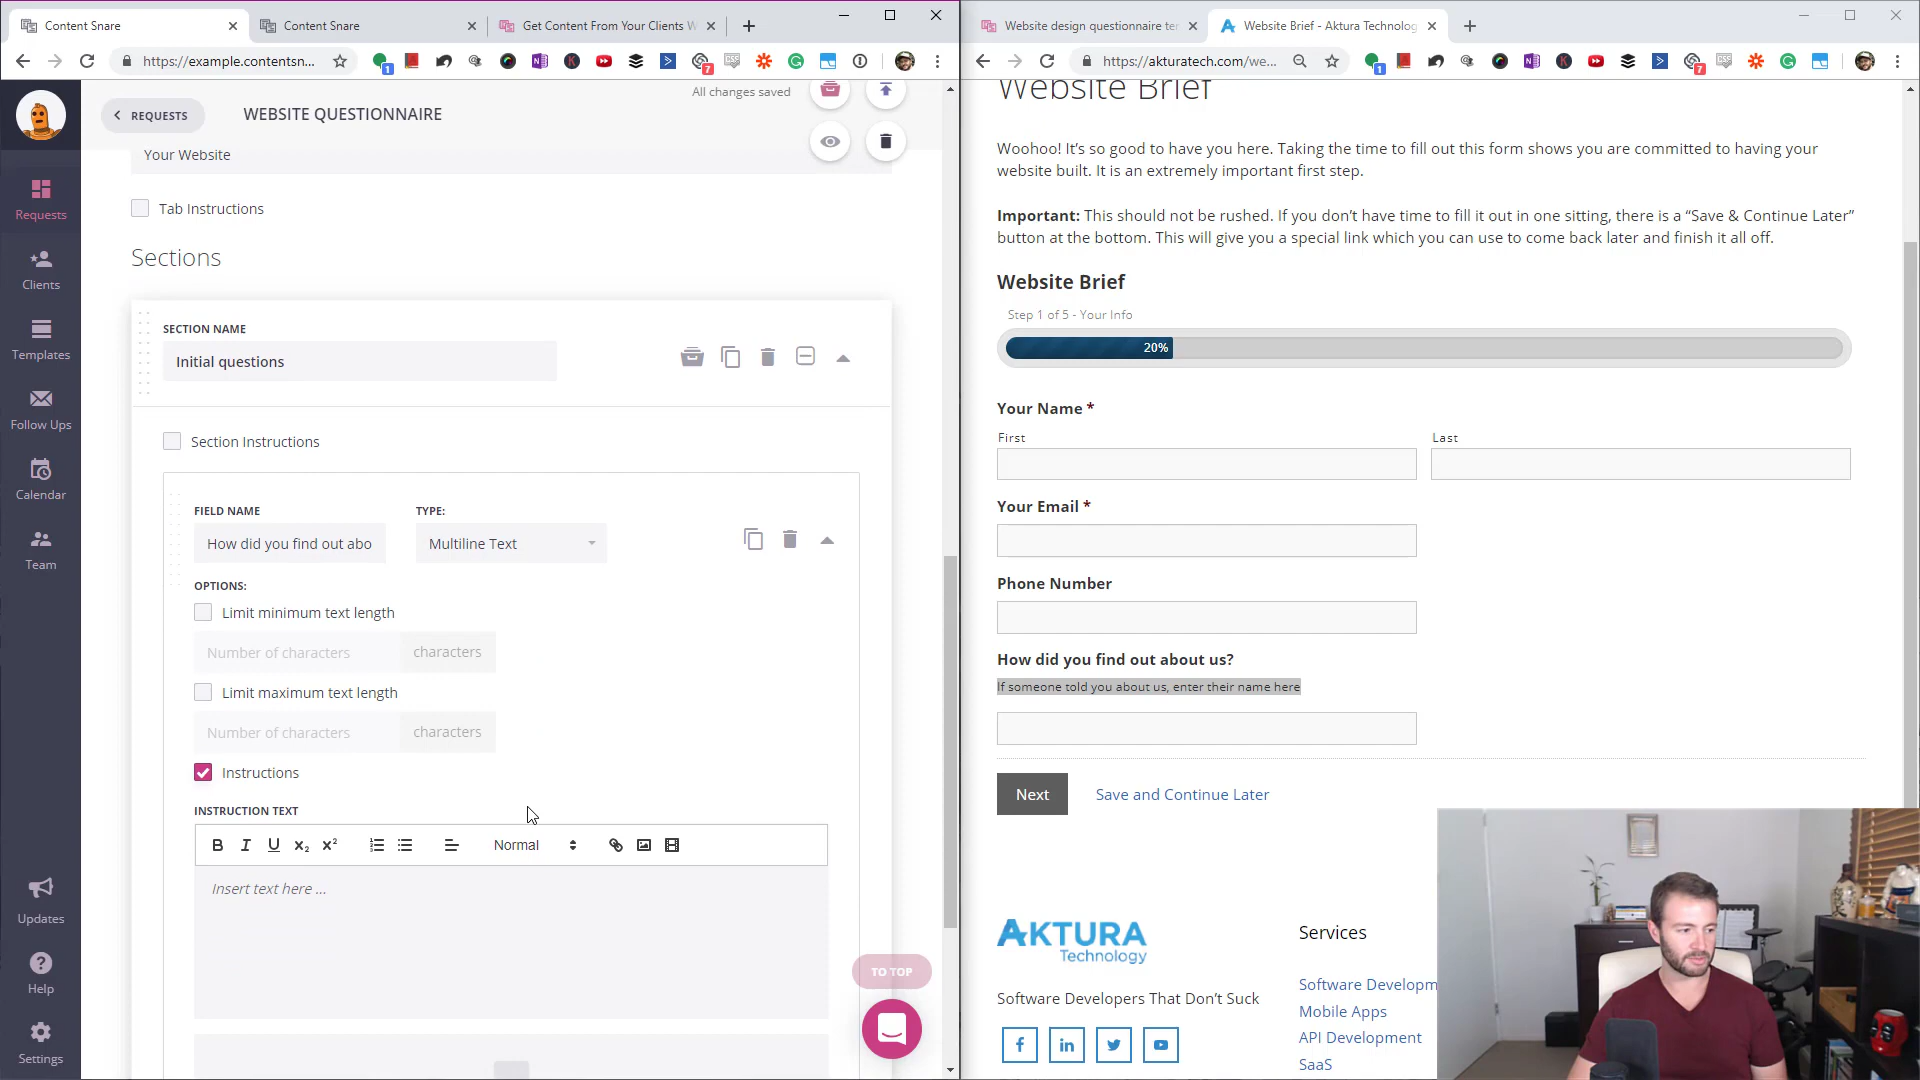 Content Snare
Content Snare
Get Content From Your Clients W
https://example.contentsn...
1
7
REQUESTS
WEBSITE QUESTIONNAIRE
All changes saved
Your Website
Tab Instructions
Sections
SECTION NAME
Initial questions
Section Instructions
FIELD NAME
TYPE:
How did you find out abo
Multiline Text
OPTIONS:
Limit minimum text length
Number of characters
characters
Limit maximum text length
Number of characters
characters
Instructions
INSTRUCTION TEXT
Normal
Insert text here ...
TO TOP
Requests
Clients
Templates
Follow Ups
Calendar
Team
Updates
Help
Settings
Website design questionnaire ter
Website Brief - Aktura Technolog
https://akturatech.com/we...
1
7
Website Brief
Woohoo! It's so good to have you here. Taking the time to fill out this form shows you are committed to having your
website built. It is an extremely important first step.
Important: This should not be rushed. If you don't have time to fill it out in one sitting, there is a “Save & Continue Later”
button at the bottom. This will give you a special link which you can use to come back later and finish it all off.
Website Brief
Step 1 of 5 - Your Info
20%
Your Name *
First
Last
Your Email *
Phone Number
How did you find out about us?
If someone told you about us, enter their name here
Next
Save and Continue Later
AKTURA
Technology
Services
Software Developm
Software Developers That Don't Suck
Mobile Apps
API Development
SaaS